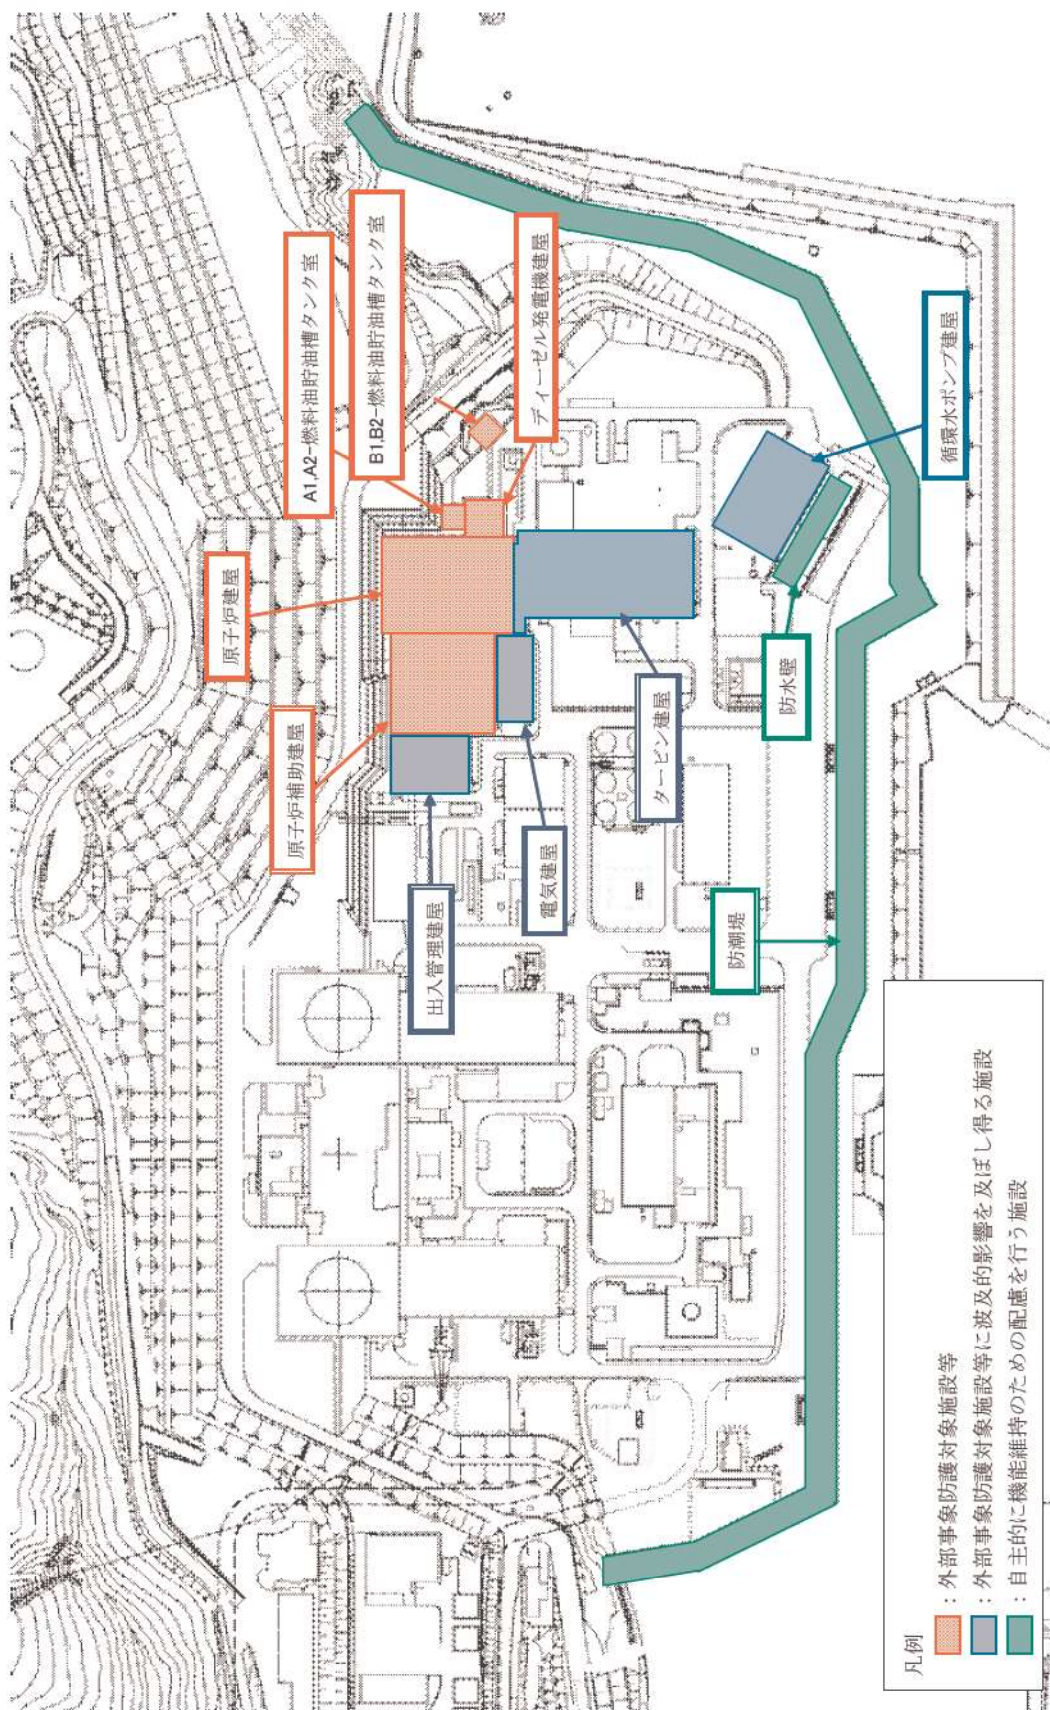 A1,A2-燃料油貯油槽タンク室
B1,B2-燃料油貯油槽タンク室
ディーゼル発電機建屋
原子炉建屋
原子炉補助建屋
出入管理建屋
電気建屋
タービン建屋
循環水ポンプ建屋
防水壁
防潮堤
凡例
：外部事象防護対象施設等
：外部事象防護対象施設等に波及的影響を及ぼし得る施設
：自主的に機能維持のための配慮を行う施設